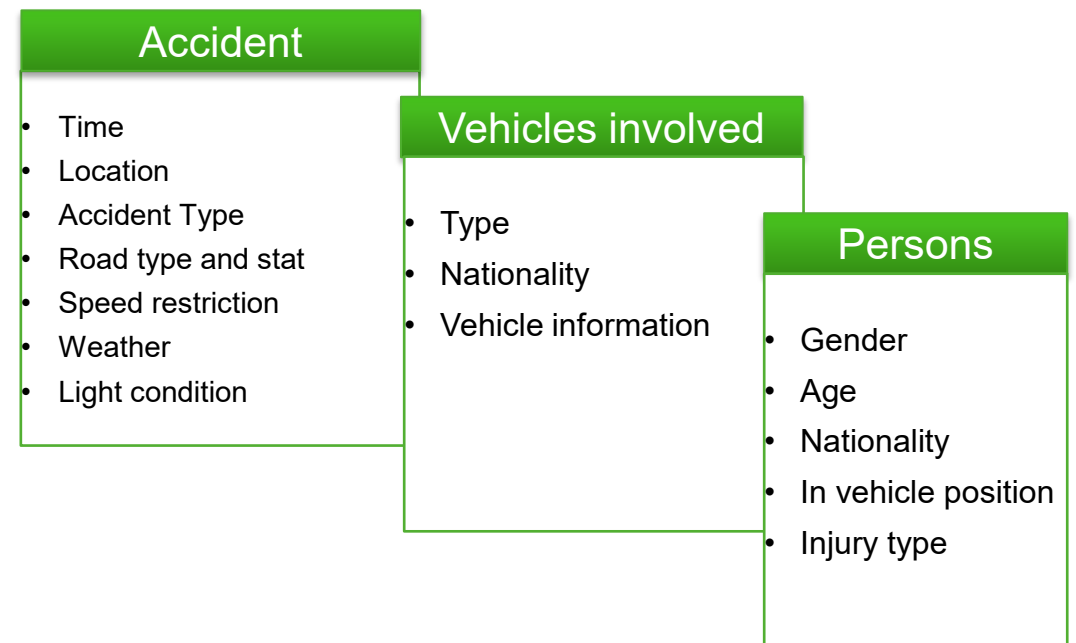 Accident
• Time
• Location
• Accident Type
• Road type and stat
• Speed restriction
• Weather
• Light condition
Vehicles involved
• Type
• Nationality
• Vehicle information
Persons
• Gender
• Age
• Nationality
• In vehicle position
• Injury type